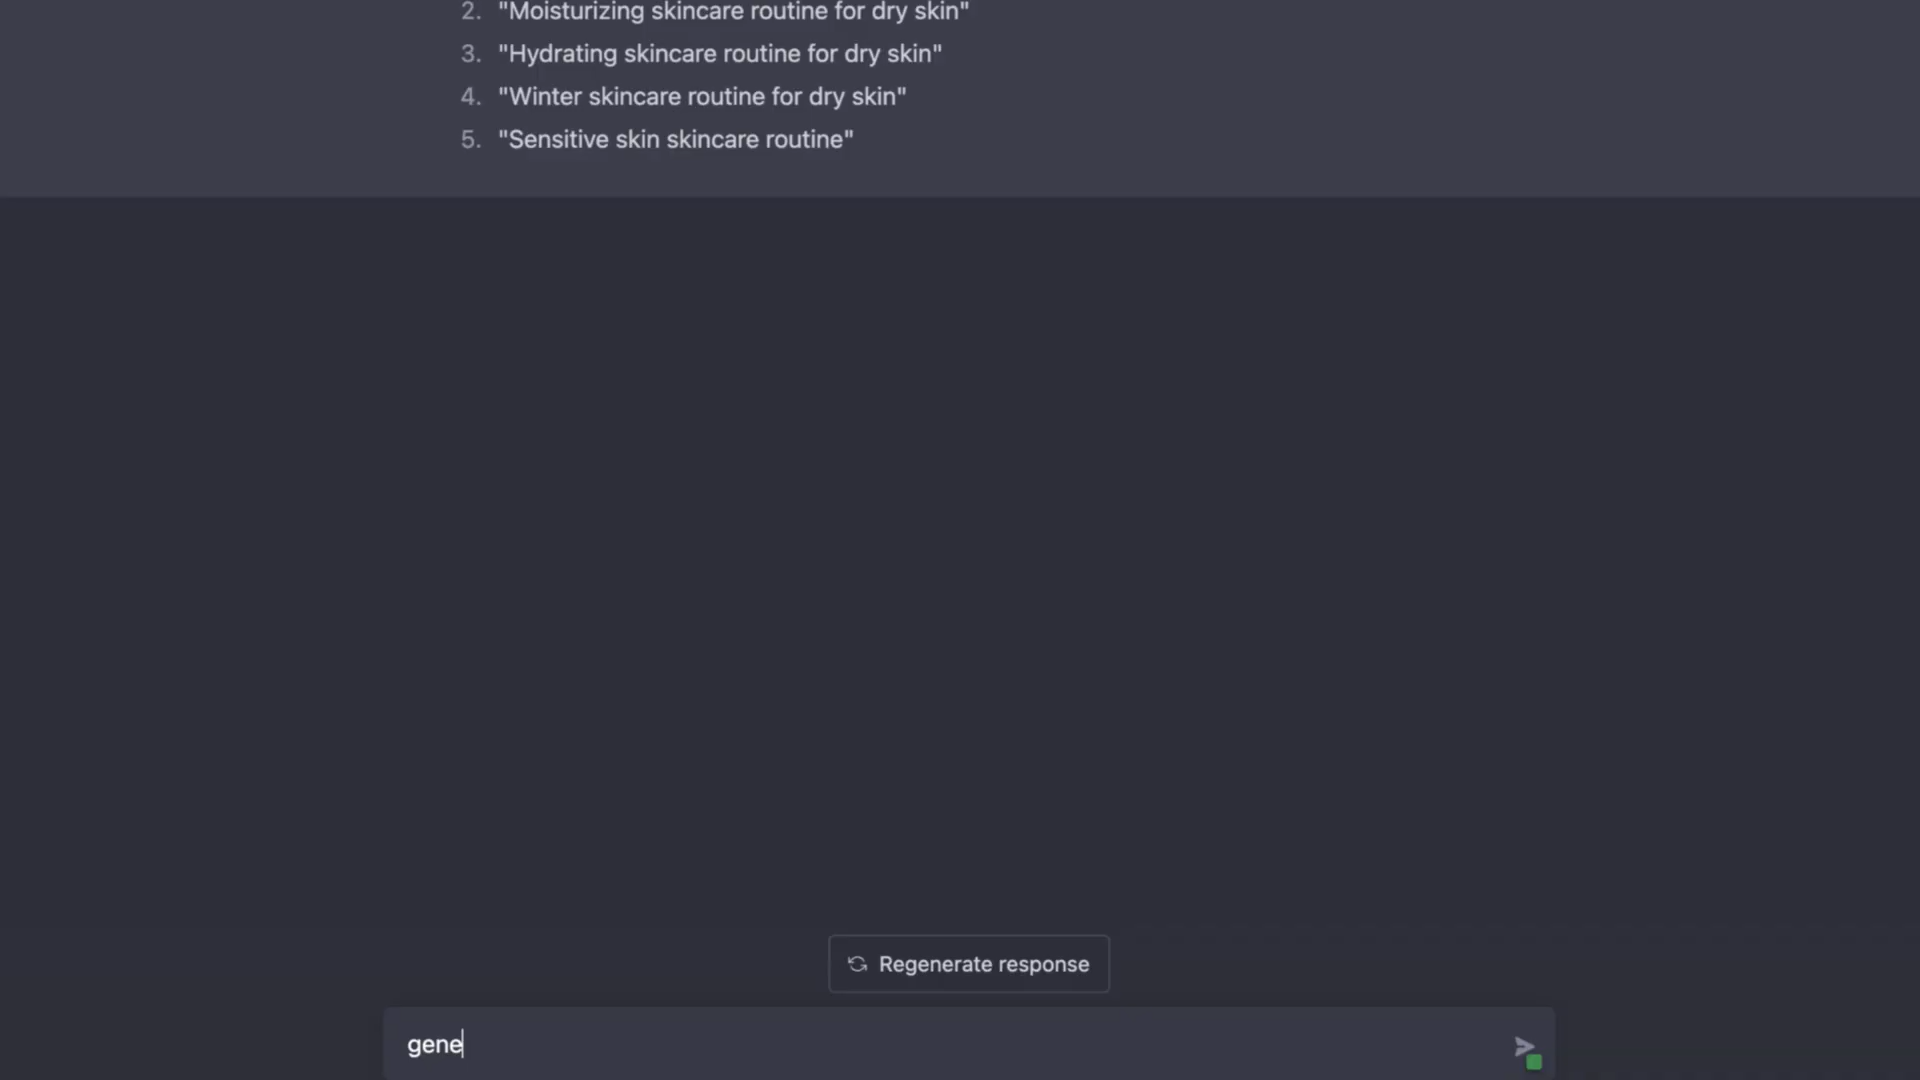 2. "Moisturizing skincare routine for dry skin"
3. "Hydrating skincare routine for dry skin"
4. "Winter skincare routine for dry skin"
5. "Sensitive skin skincare routine"
Regenerate response
gene